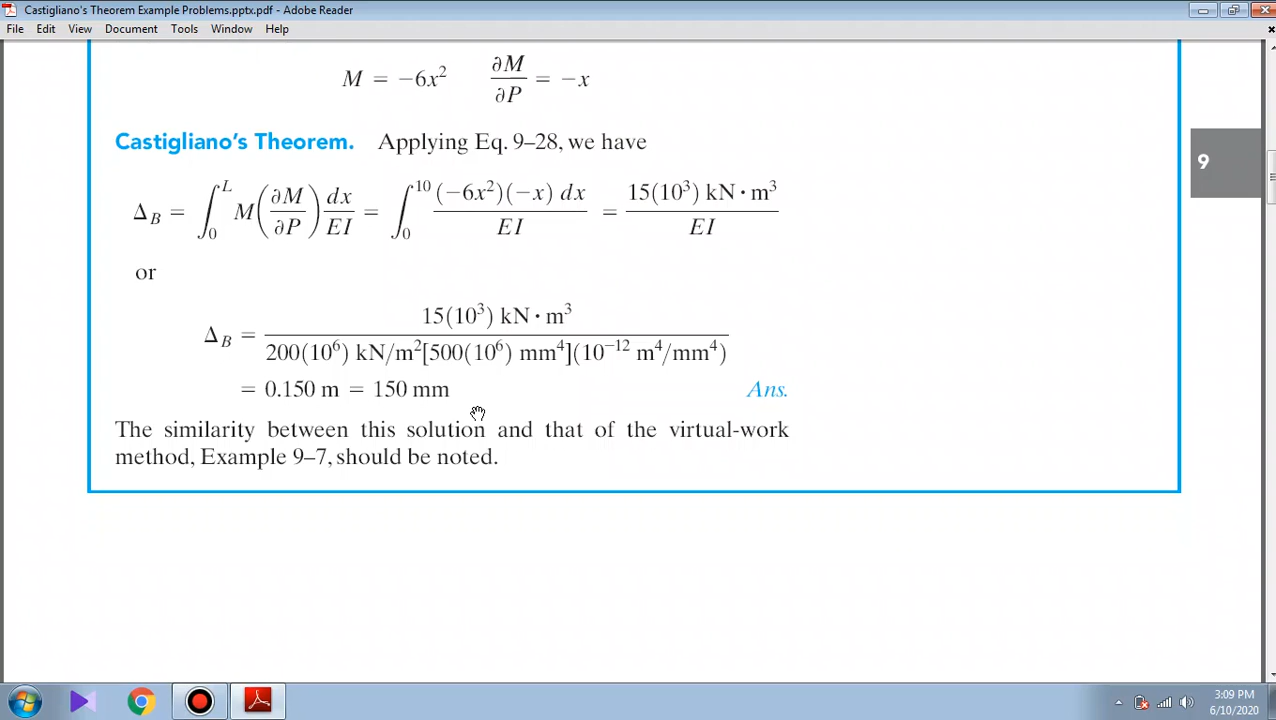 Castigliano's Theorem Example Problems.pptx.pdf - Adobe Reader
File Edit View Document Tools Window Help
M = −6x² ∂M/∂P = −x
9
Castigliano's Theorem. Applying Eq. 9–28, we have
Δ_B = ∫₀^L M(∂M/∂P) dx/EI = ∫₀^10 (−6x²)(−x) dx / EI = 15(10³) kN · m³ / EI
or
Δ_B = 15(10³) kN · m³ / 200(10⁶) kN/m²[500(10⁶) mm⁴](10⁻¹² m⁴/mm⁴)
= 0.150 m = 150 mm Ans.
The similarity between this solution and that of the virtual-work
method, Example 9–7, should be noted.
3:09 PM
6/10/2020